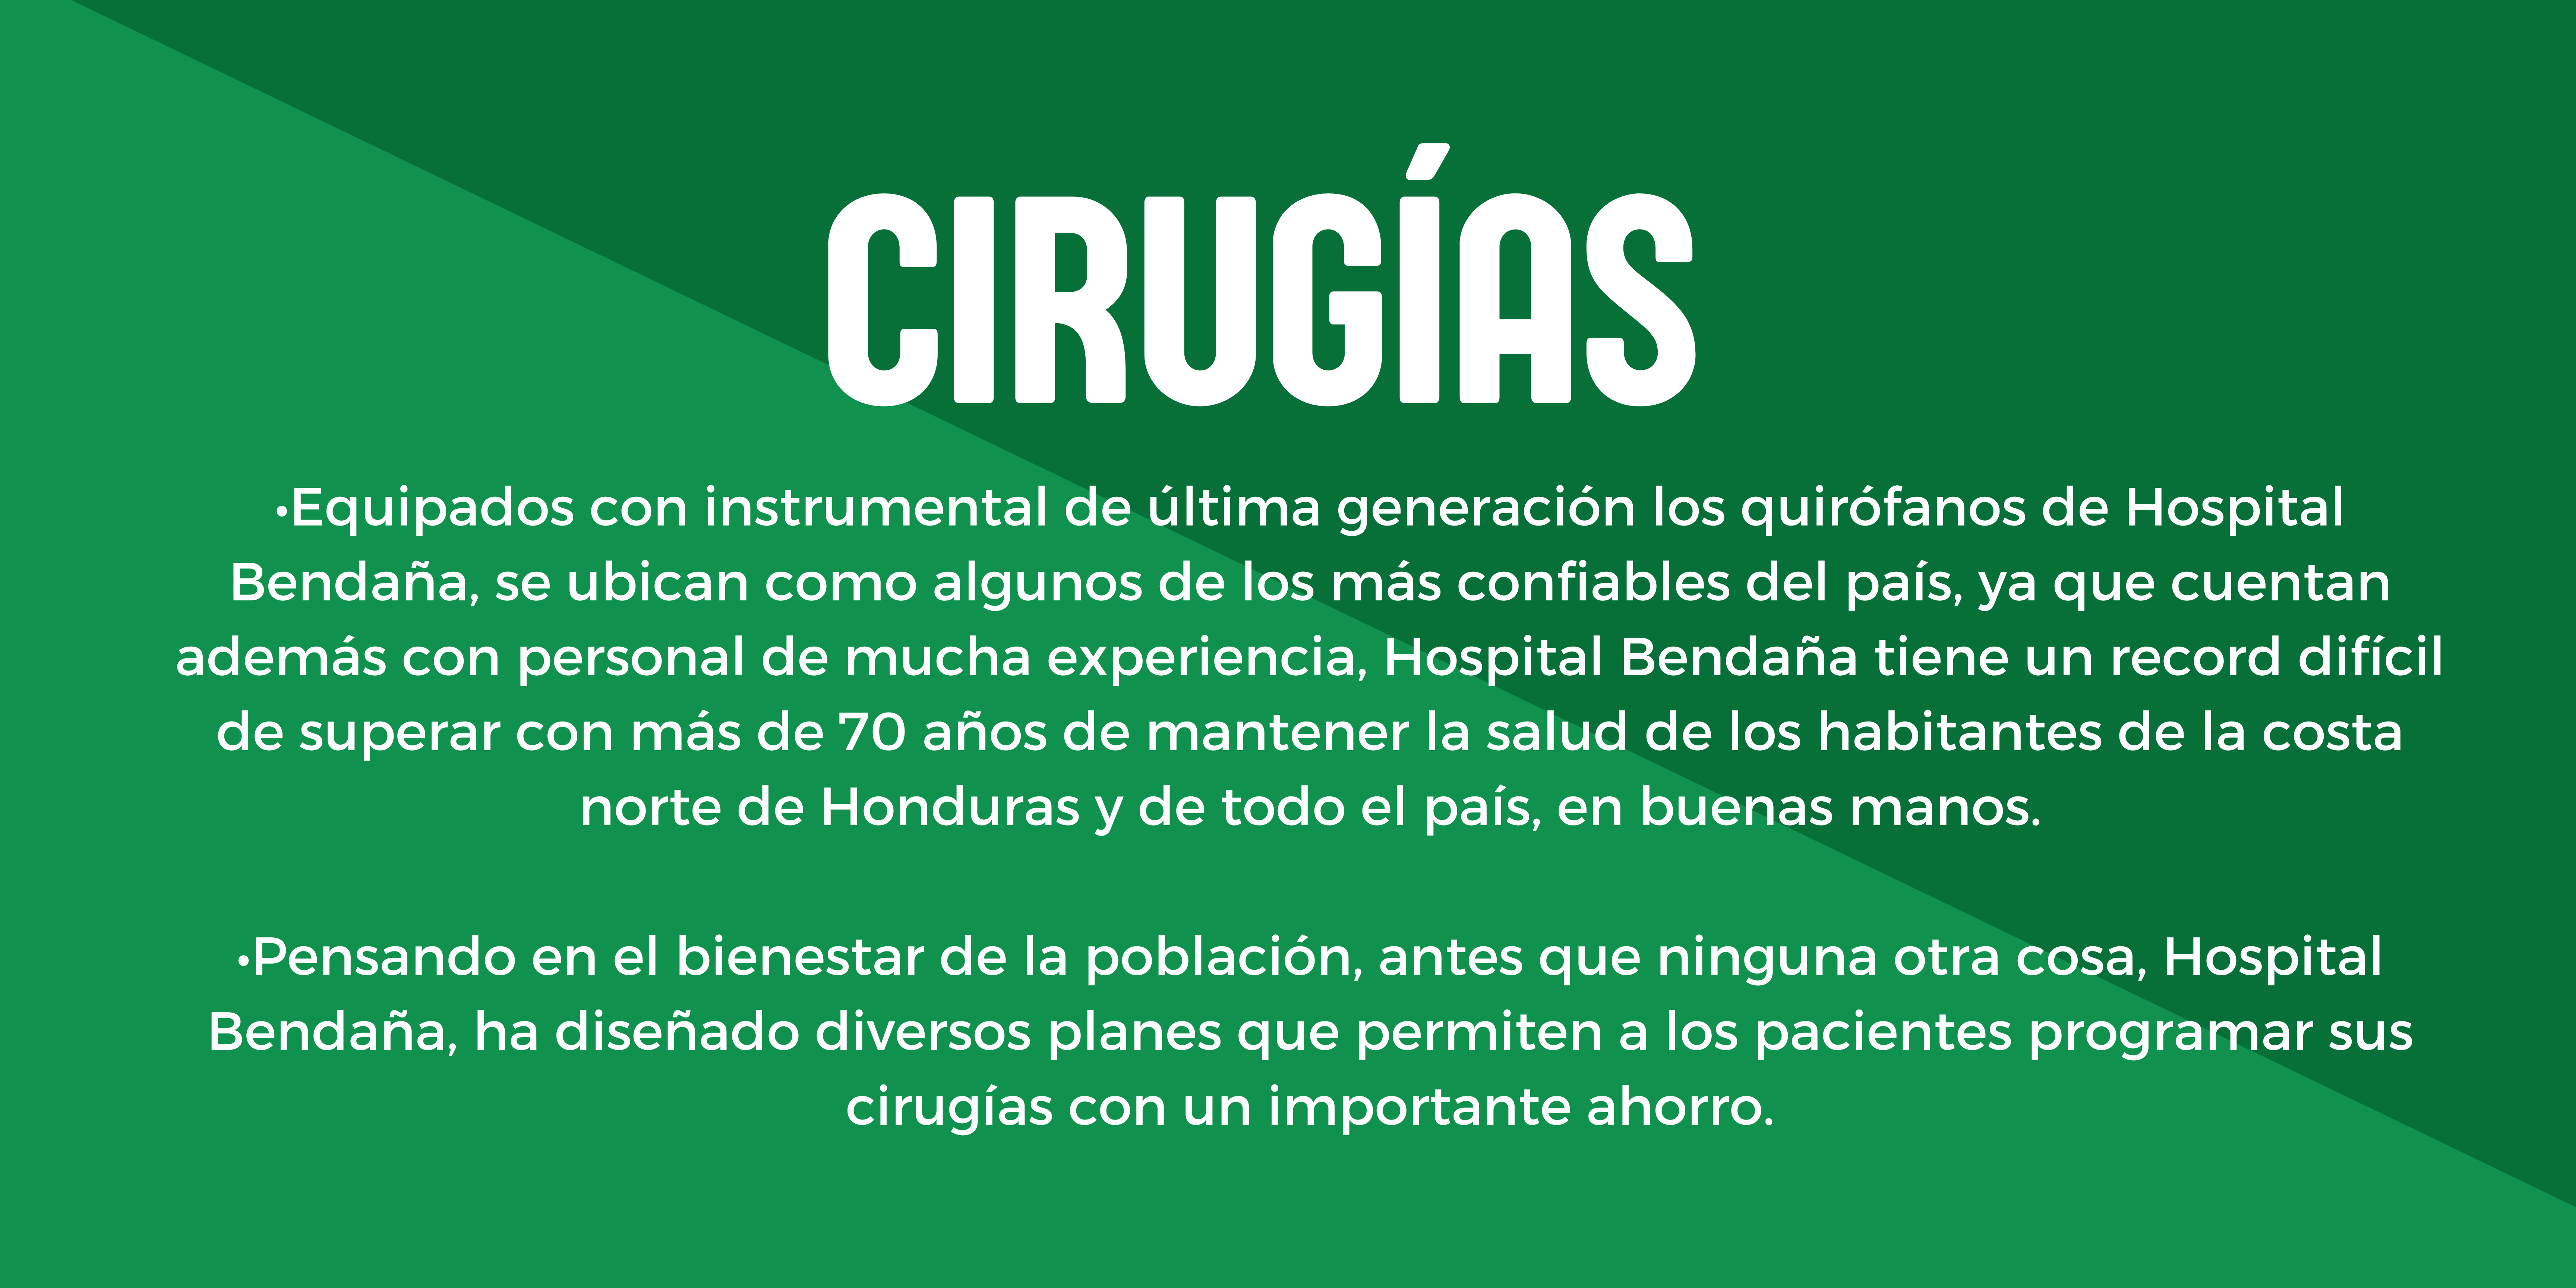 CIRUGÍAS
•Equipados con instrumental de última generación los quirófanos de Hospital
Bendaña, se ubican como algunos de los más confiables del país, ya que cuentan
además con personal de mucha experiencia, Hospital Bendaña tiene un record difícil
de superar con más de 70 años de mantener la salud de los habitantes de la costa
norte de Honduras y de todo el país, en buenas manos.
•Pensando en el bienestar de la población, antes que ninguna otra cosa, Hospital
Bendaña, ha diseñado diversos planes que permiten a los pacientes programar sus
cirugías con un importante ahorro.